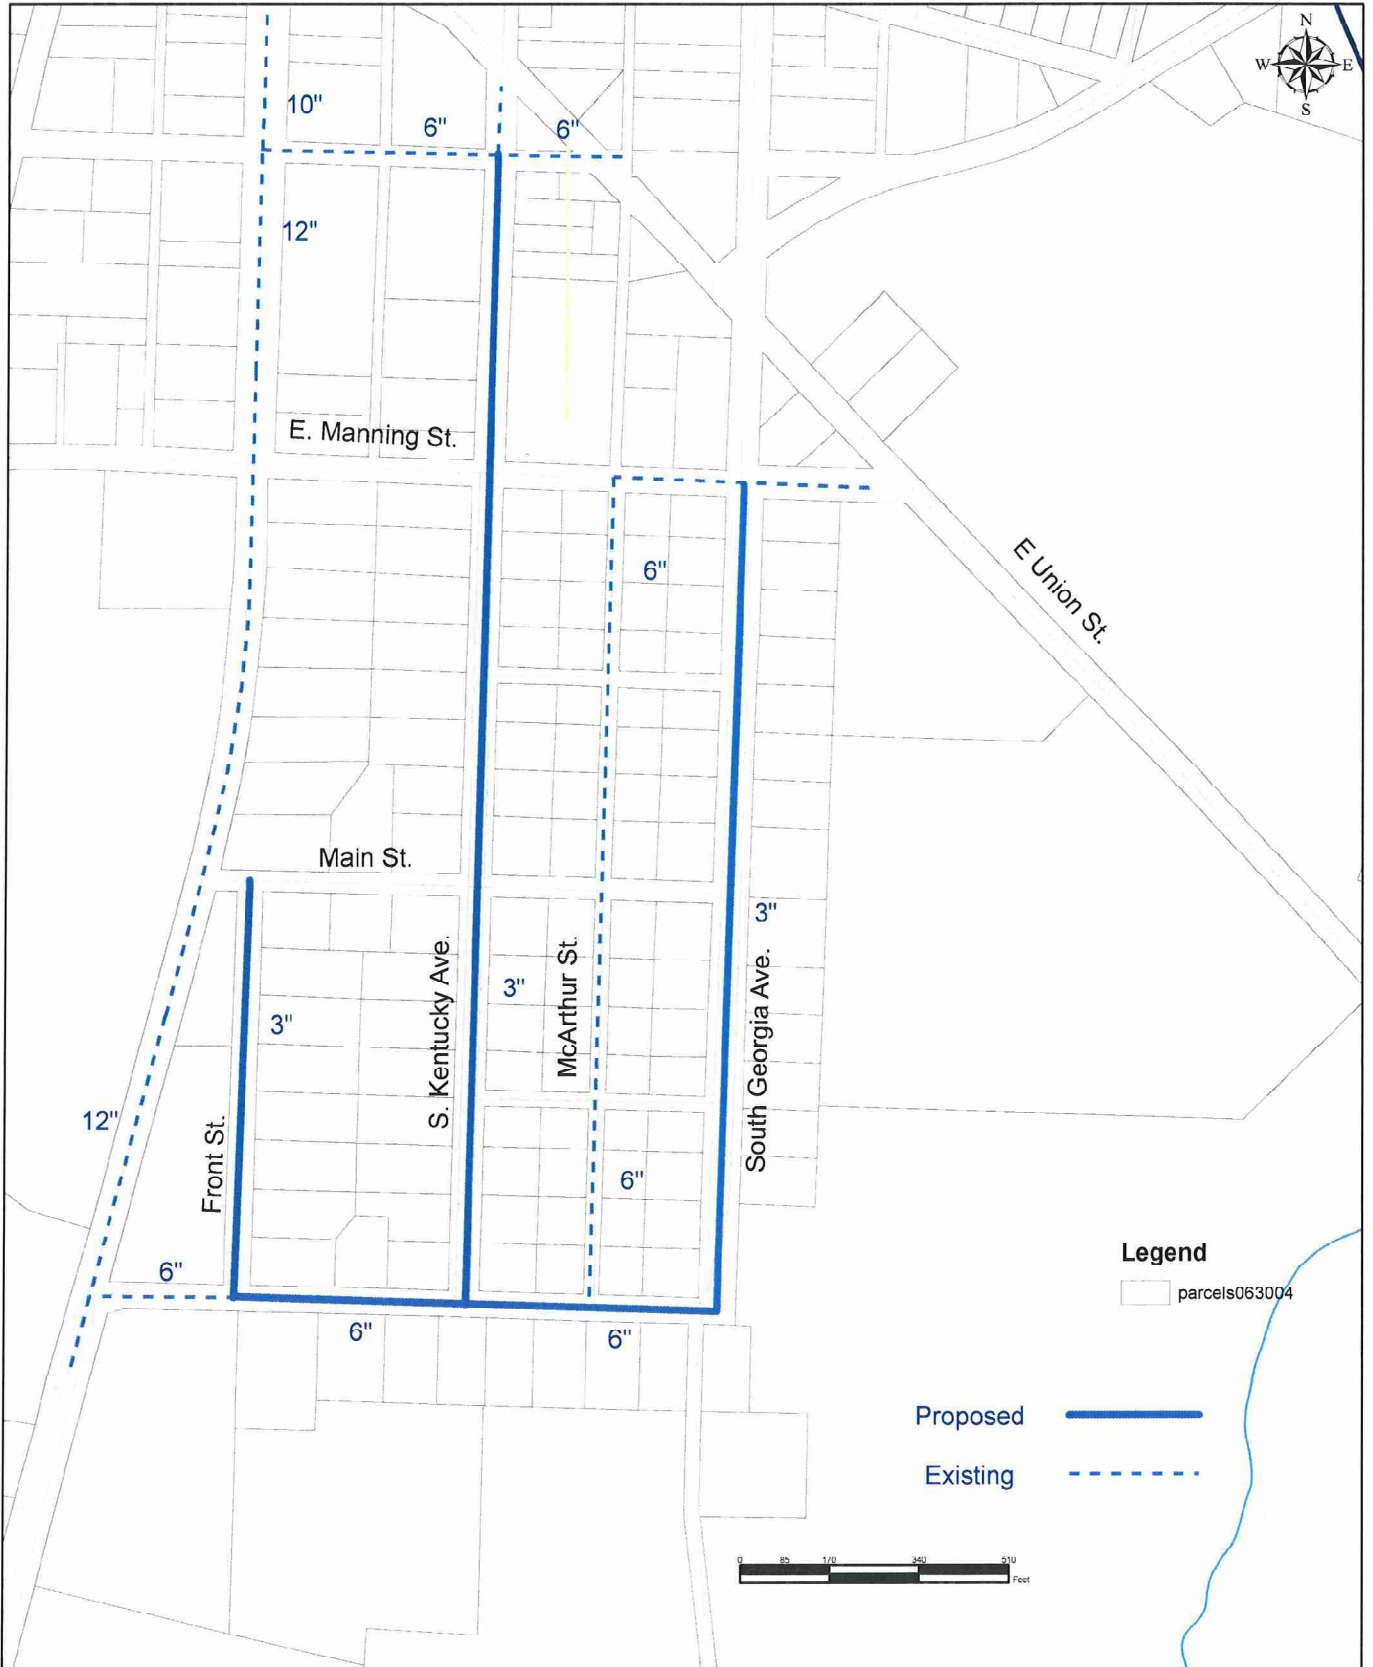 N
W
E
S
10"
6"
6"
12"
E. Manning St.
6"
E Union St.
Main St.
3"
S. Kentucky Ave.
3"
McArthur St.
3"
South Georgia Ave.
12"
Front St.
6"
6"
6"
6"
Legend
parcels063004
Proposed
Existing
0 85 170 340 510
Feet